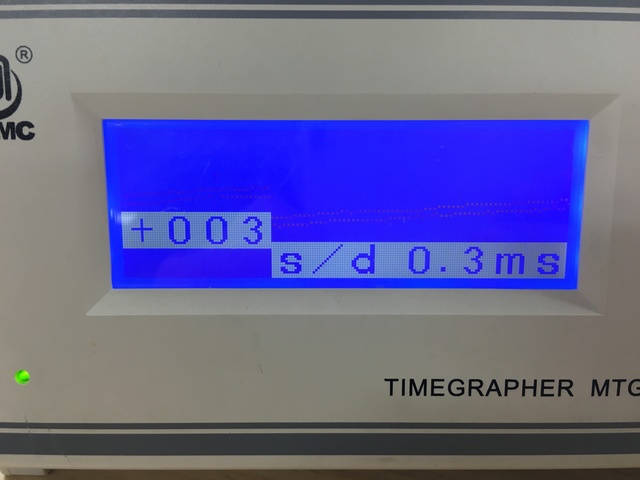 ®
MC
+003
s/d 0.3ms
TIMEGRAPHER MTG